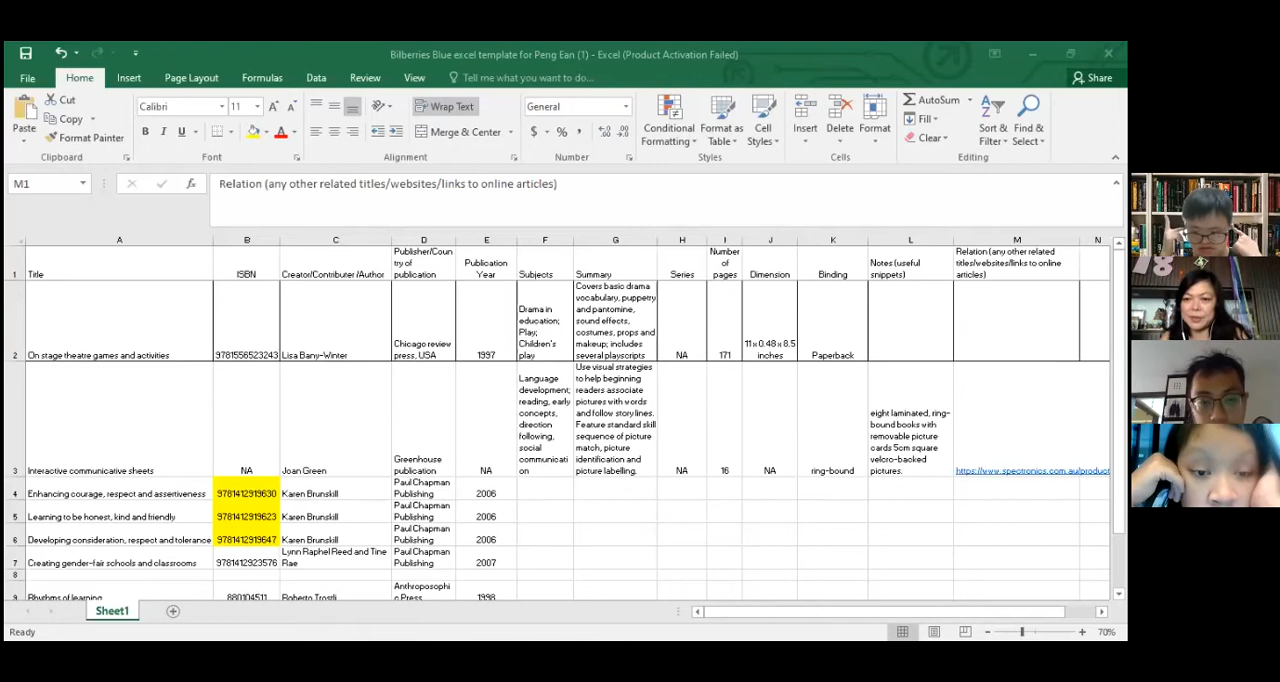 Bilberries Blue excel template for Peng Ean (1) - Excel (Product Activation Failed)
File Home Insert Page Layout Formulas Data Review View Tell me what you want to do... Share
Cut
Copy
Format Painter
Paste
Clipboard
Calibri 11
B I U
Font
Wrap Text
Merge & Center
Alignment
General
$ % ,
Number
Conditional Formatting
Format as Table
Cell Styles
Styles
Insert Delete Format
Cells
AutoSum
Fill
Clear
Sort & Filter
Find & Select
Editing
M1 fx Relation (any other related titles/websites/links to online articles)
A B C D E F G H I J K L M N
1 Title ISBN Creator/Contributer/Author Publisher/Country of publication Publication Year Subjects Summary Series Number of pages Dimension Binding Notes (useful snippets) Relation (any other related titles/websites/links to online articles)
2 On stage theatre games and activities 9781556523243 Lisa Bany-Winter Chicago review press, USA 1997 Drama in education; Play; Children's play Covers basic drama vocabulary, puppetry and pantomine, sound effects, costumes, props and makeup; includes several playscripts NA 171 11 x 0.48 x 8.5 inches Paperback
3 Interactive communicative sheets NA Joan Green Greenhouse publication NA Language development; reading, early concepts, direction following, social communication Use visual strategies to help beginning readers associate pictures with words and follow story lines. Feature standard skill sequence of picture match, picture identification and picture labelling. NA 16 NA ring-bound eight laminated, ring-bound books with removable picture cards 5cm square velcro-backed pictures. https://www.spectronics.com.au/product
4 Enhancing courage, respect and assertiveness 9781412919630 Karen Brunskill Paul Chapman Publishing 2006
5 Learning to be honest, kind and friendly 9781412919623 Karen Brunskill Paul Chapman Publishing 2006
6 Developing consideration, respect and tolerance 9781412919647 Karen Brunskill Paul Chapman Publishing 2006
7 Creating gender-fair schools and classrooms 9781412923576 Lynn Raphel Reed and Tine Rae Paul Chapman Publishing 2007
8
9 Rhythms of learning 880104511 Roberto Trostli Anthroposophic Press 1998
Sheet1
Ready 70%